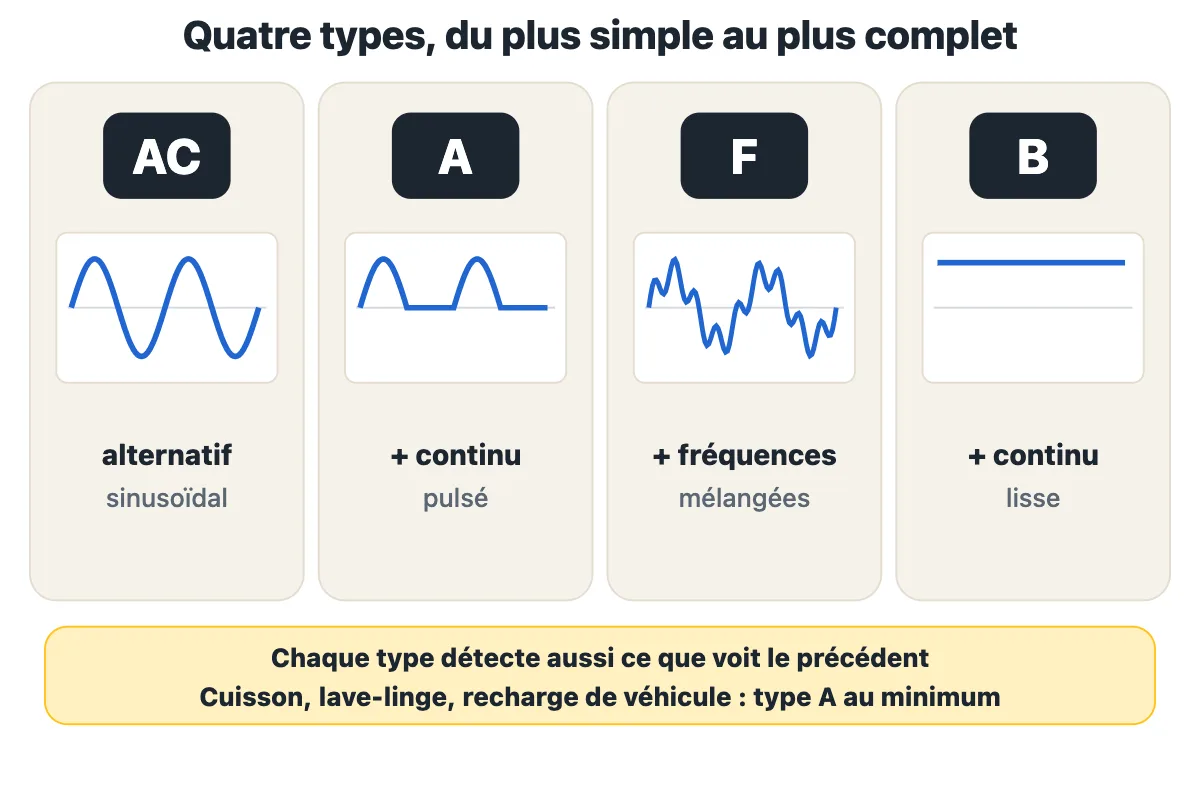 Quatre types, du plus simple au plus complet
AC
alternatif
sinusoïdal
A
+ continu
pulsé
F
+ fréquences
mélangées
B
+ continu
lisse
Chaque type détecte aussi ce que voit le précédent
Cuisson, lave-linge, recharge de véhicule : type A au minimum